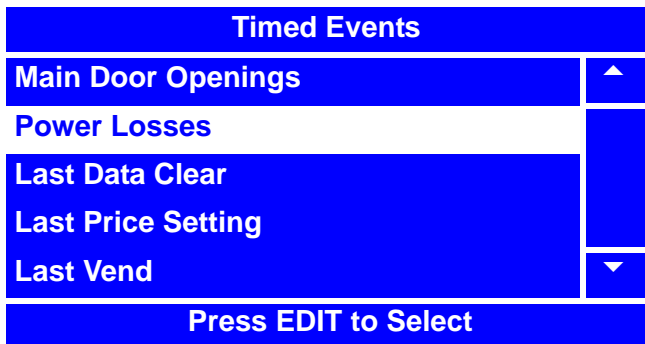 Timed Events
Main Door Openings
Power Losses
Last Data Clear
Last Price Setting
Last Vend
Press EDIT to Select